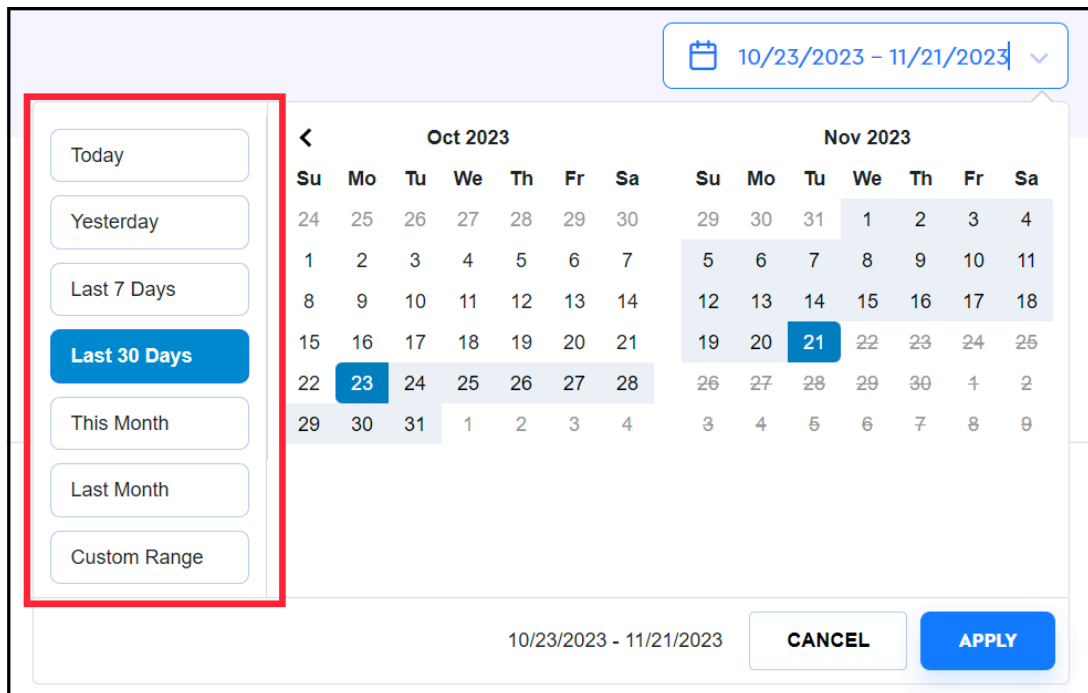 10/23/2023 – 11/21/2023
Today
Yesterday
Last 7 Days
Last 30 Days
This Month
Last Month
Custom Range
Oct 2023
Su Mo Tu We Th Fr Sa
24 25 26 27 28 29 30
1 2 3 4 5 6 7
8 9 10 11 12 13 14
15 16 17 18 19 20 21
22 23 24 25 26 27 28
29 30 31 1 2 3 4
Nov 2023
Su Mo Tu We Th Fr Sa
29 30 31 1 2 3 4
5 6 7 8 9 10 11
12 13 14 15 16 17 18
19 20 21 22 23 24 25
26 27 28 29 30 1 2
3 4 5 6 7 8 9
10/23/2023 - 11/21/2023
CANCEL
APPLY